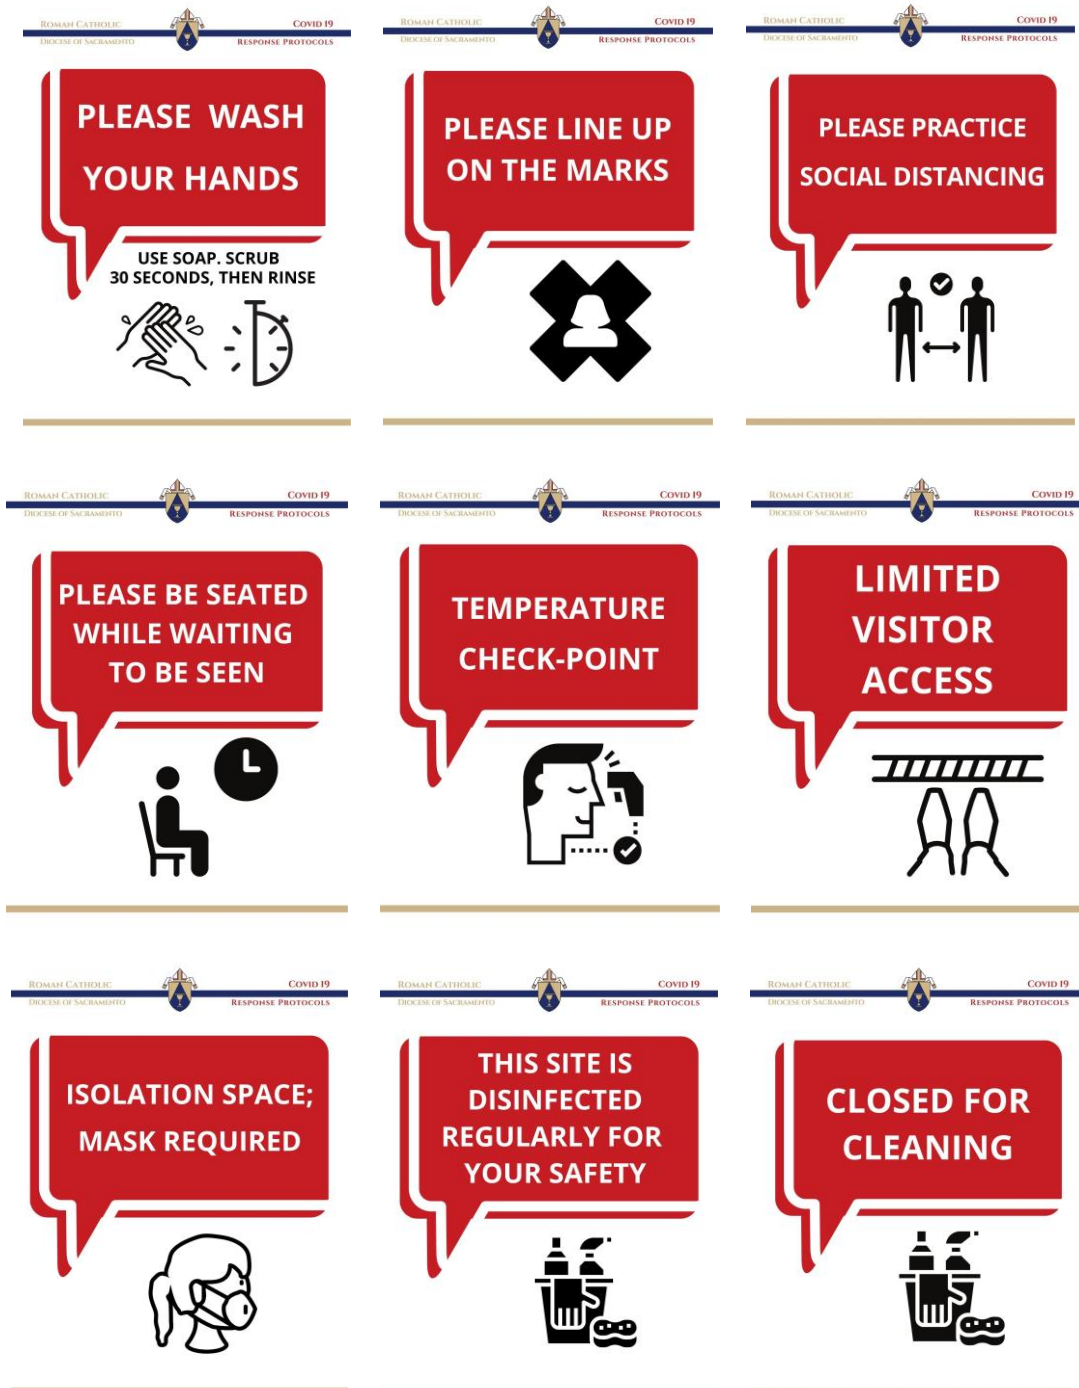 ROMAN CATHOLIC
DIOCESE OF SACRAMENTO
COVID 19
RESPONSE PROTOCOLS
PLEASE WASH
YOUR HANDS
USE SOAP. SCRUB
30 SECONDS, THEN RINSE
ROMAN CATHOLIC
DIOCESE OF SACRAMENTO
COVID 19
RESPONSE PROTOCOLS
PLEASE LINE UP
ON THE MARKS
ROMAN CATHOLIC
DIOCESE OF SACRAMENTO
COVID 19
RESPONSE PROTOCOLS
PLEASE PRACTICE
SOCIAL DISTANCING
ROMAN CATHOLIC
DIOCESE OF SACRAMENTO
COVID 19
RESPONSE PROTOCOLS
PLEASE BE SEATED
WHILE WAITING
TO BE SEEN
ROMAN CATHOLIC
DIOCESE OF SACRAMENTO
COVID 19
RESPONSE PROTOCOLS
TEMPERATURE
CHECK-POINT
ROMAN CATHOLIC
DIOCESE OF SACRAMENTO
COVID 19
RESPONSE PROTOCOLS
LIMITED
VISITOR
ACCESS
ROMAN CATHOLIC
DIOCESE OF SACRAMENTO
COVID 19
RESPONSE PROTOCOLS
ISOLATION SPACE;
MASK REQUIRED
ROMAN CATHOLIC
DIOCESE OF SACRAMENTO
COVID 19
RESPONSE PROTOCOLS
THIS SITE IS
DISINFECTED
REGULARLY FOR
YOUR SAFETY
ROMAN CATHOLIC
DIOCESE OF SACRAMENTO
COVID 19
RESPONSE PROTOCOLS
CLOSED FOR
CLEANING